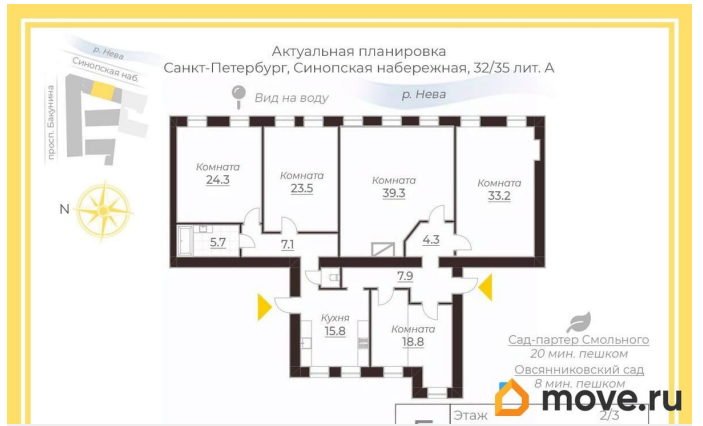 Актуальная планировка
Санкт-Петербург, Синопская набережная, 32/35 лит. А
р. Нева
Синопская наб.
просп. Бакунина
Вид на воду
р. Нева
N
Комната
24.3
Комната
23.5
Комната
39.3
Комната
33.2
5.7
7.1
4.3
7.9
Кухня
15.8
Комната
18.8
Сад-партер Смольного
20 мин. пешком
Овсянниковский сад
8 мин. пешком
move.ru
Этаж 2/3